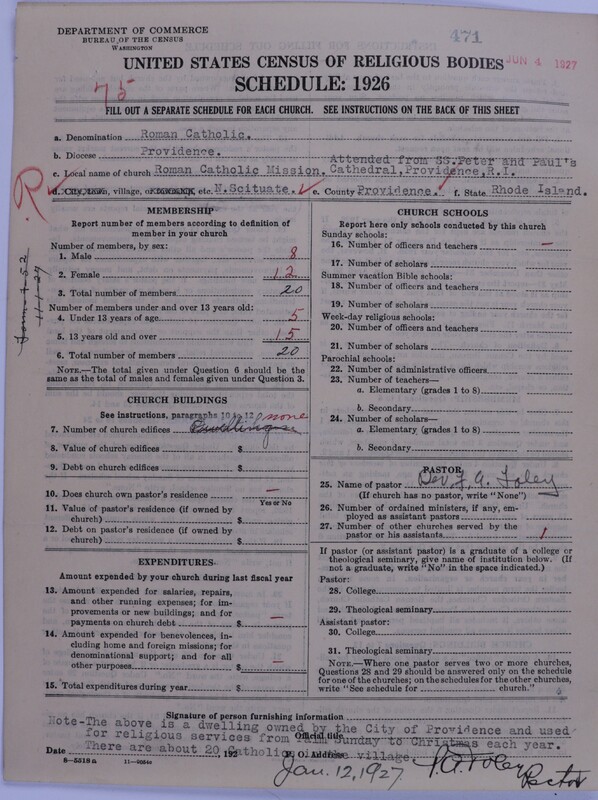 DEPARTMENT OF COMMERCE
BUREAU OF THE CENSUS
WASHINGTON
471
UNITED STATES CENSUS OF RELIGIOUS BODIES
JUN 4 1927
SCHEDULE: 1926
75
FILL OUT A SEPARATE SCHEDULE FOR EACH CHURCH. SEE INSTRUCTIONS ON THE BACK OF THIS SHEET
a. Denomination Roman Catholic.
b. Diocese Providence.
Attended from SS.Peter and Paul's
c. Local name of church Roman Catholic Mission. Cathedral, Providence, R.I.
R
d. City, town, village, or borough, etc. N.Scituate. e. County Providence. f. State Rhode Island.
MEMBERSHIP
Report number of members according to definition of member in your church
Number of members, by sex:
1. Male 8
2. Female 12
3. Total number of members 20
Number of members under and over 13 years old:
4. Under 13 years of age 5
5. 13 years old and over 15
6. Total number of members 20
NOTE.—The total given under Question 6 should be the
same as the total of males and females given under Question 3.
Form A 52
11-1-27
CHURCH BUILDINGS
See instructions, paragraphs 10 to 12
7. Number of church edifices Dwelling none
8. Value of church edifices $
9. Debt on church edifices $
10. Does church own pastor's residence —
Yes or No
11. Value of pastor's residence (if owned by
church) $
12. Debt on pastor's residence (if owned by
church) $
EXPENDITURES
Amount expended by your church during last fiscal year
13. Amount expended for salaries, repairs,
and other running expenses; for im-
provements or new buildings; and for
payments on church debt $ —
14. Amount expended for benevolences, in-
cluding home and foreign missions; for
denominational support; and for all
other purposes $ —
15. Total expenditures during year $
CHURCH SCHOOLS
Report here only schools conducted by this church
Sunday schools:
16. Number of officers and teachers —
17. Number of scholars
Summer vacation Bible schools:
18. Number of officers and teachers
19. Number of scholars
Week-day religious schools:
20. Number of officers and teachers
21. Number of scholars
Parochial schools:
22. Number of administrative officers
23. Number of teachers—
a. Elementary (grades 1 to 8)
b. Secondary
24. Number of scholars—
a. Elementary (grades 1 to 8)
b. Secondary
PASTOR
25. Name of pastor Rev. F. A. Foley
(If church has no pastor, write "None")
26. Number of ordained ministers, if any, em-
ployed as assistant pastors
27. Number of other churches served by the
pastor or his assistants 1
If pastor (or assistant pastor) is a graduate of a college or
theological seminary, give name of institution below. (If
not a graduate, write "No" in the space indicated.)
Pastor:
28. College
29. Theological seminary
Assistant pastor:
30. College
31. Theological seminary
NOTE.—Where one pastor serves two or more churches,
Questions 28 and 29 should be answered only on the schedule
for one of the churches; on the schedules for the other churches,
write "See schedule for church."
Signature of person furnishing information
Note-The above is a dwelling owned by the City of Providence and used
for religious services from Palm Sunday to Christmas each year.
Official title
There are about 20 Catholics in the village.
Date 192 P. O. Address
8-5518a 11-9054a
Jan. 12, 1927 F. A. Foley Rector